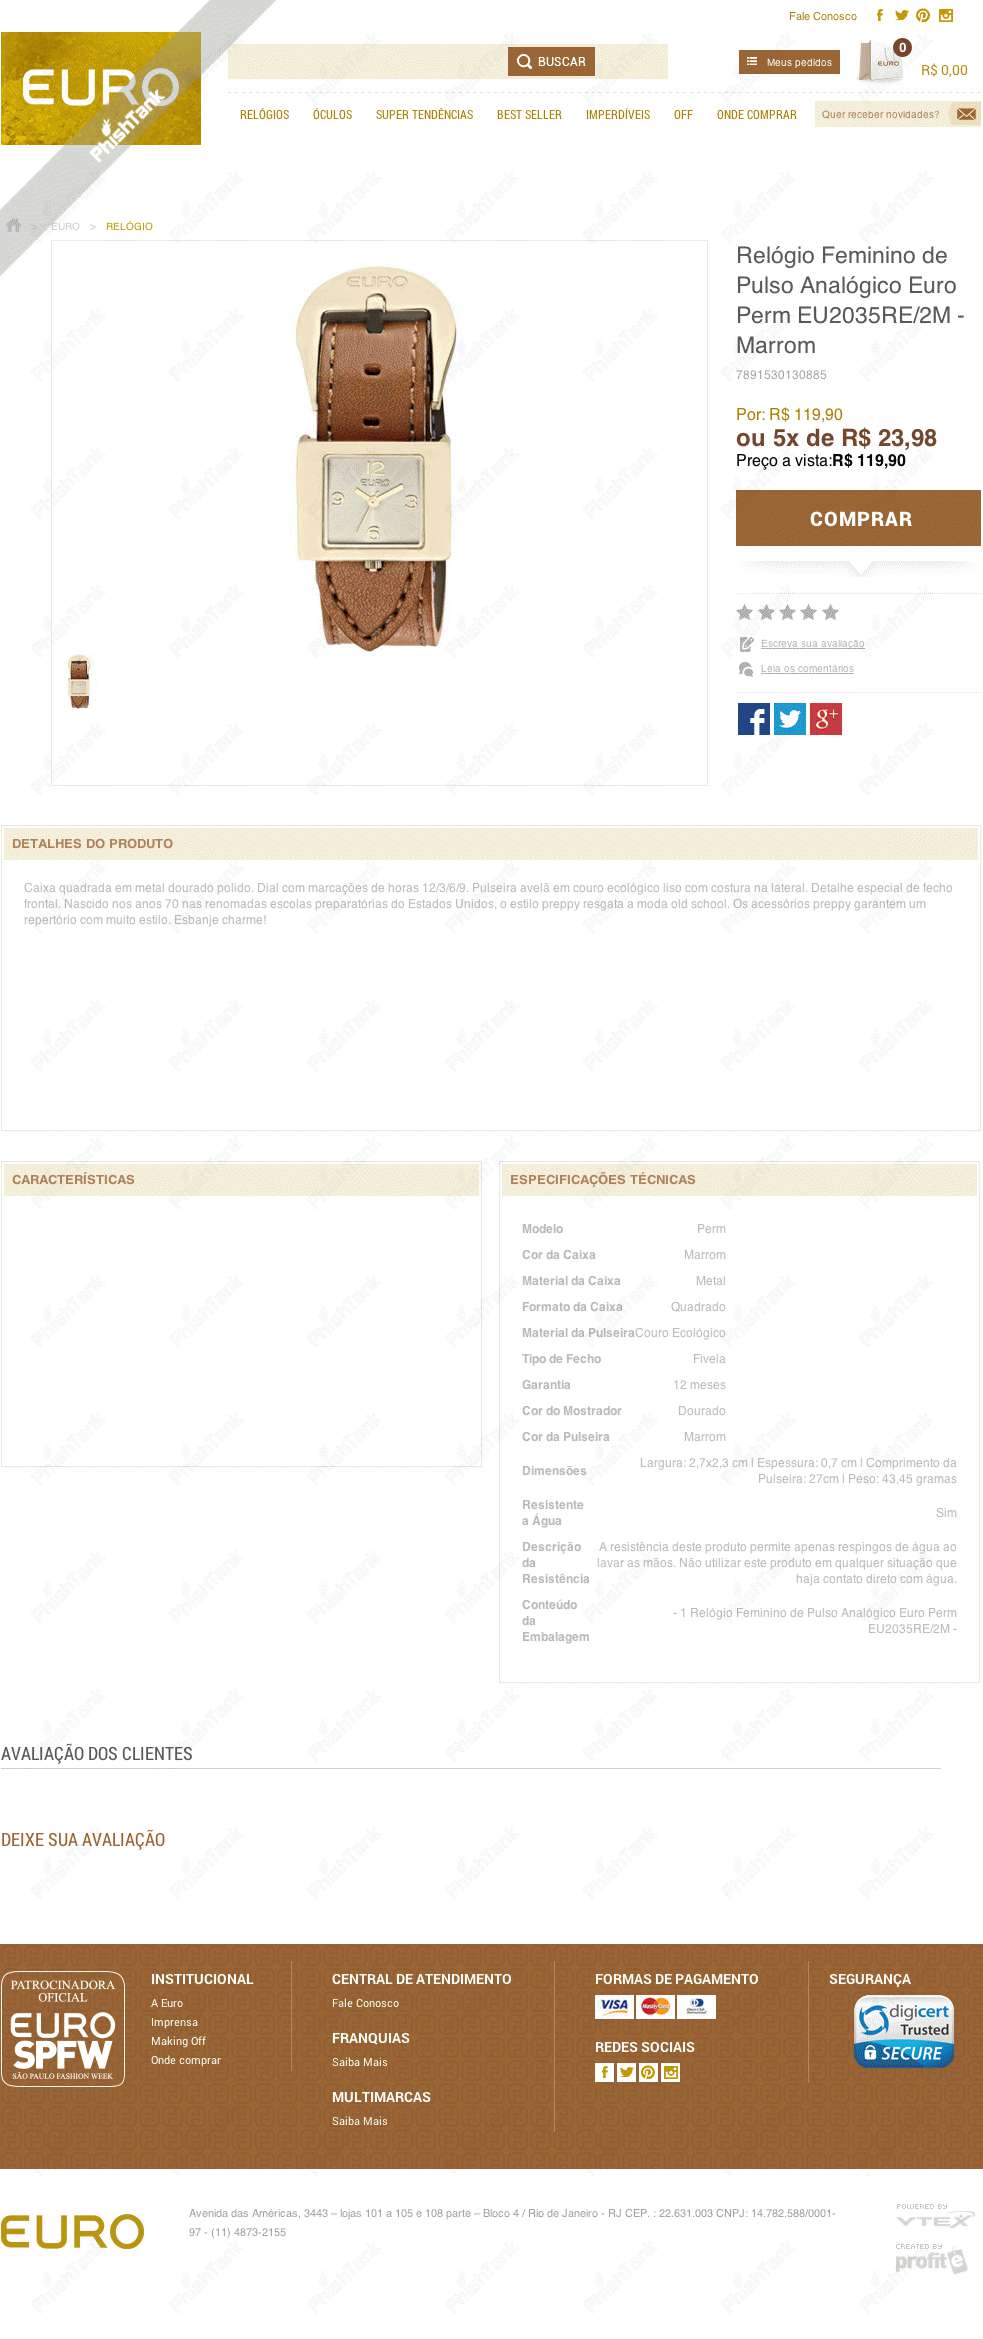 Fale Conosco
EURO
BUSCAR
Meus pedidos
0
EURO
R$ 0,00
PhishTank
RELÓGIOS ÓCULOS SUPER TENDÊNCIAS BEST SELLER IMPERDÍVEIS OFF ONDE COMPRAR
Quer receber novidades?
> EURO > RELÓGIO
Relógio Feminino de
Pulso Analógico Euro
Perm EU2035RE/2M -
Marrom
7891530130885
EURO
12
EURO
9 3
6
Por: R$ 119,90
ou 5x de R$ 23,98
Preço a vista:R$ 119,90
COMPRAR
Escreva sua avaliação
Leia os comentários
DETALHES DO PRODUTO
Caixa quadrada em metal dourado polido. Dial com marcações de horas 12/3/6/9. Pulseira avelã em couro ecológico liso com costura na lateral. Detalhe especial de fecho
frontal. Nascido nos anos 70 nas renomadas escolas preparatórias do Estados Unidos, o estilo preppy resgata a moda old school. Os acessórios preppy garantem um
repertório com muito estilo. Esbanje charme!
CARACTERÍSTICAS
ESPECIFICAÇÕES TÉCNICAS
Modelo Perm
Cor da Caixa Marrom
Material da Caixa Metal
Formato da Caixa Quadrado
Material da Pulseira Couro Ecológico
Tipo de Fecho Fivela
Garantia 12 meses
Cor do Mostrador Dourado
Cor da Pulseira Marrom
Dimensões
Largura: 2,7x2,3 cm | Espessura: 0,7 cm | Comprimento da
Pulseira: 27cm | Peso: 43,45 gramas
Resistente
a Água
Sim
Descrição
da
Resistência
A resistência deste produto permite apenas respingos de água ao
lavar as mãos. Não utilizar este produto em qualquer situação que
haja contato direto com água.
Conteúdo
da
Embalagem
- 1 Relógio Feminino de Pulso Analógico Euro Perm
EU2035RE/2M -
AVALIAÇÃO DOS CLIENTES
DEIXE SUA AVALIAÇÃO
PATROCINADORA
OFICIAL
EURO
SPFW
SÃO PAULO FASHION WEEK
INSTITUCIONAL
A Euro
Imprensa
Making Off
Onde comprar
CENTRAL DE ATENDIMENTO
Fale Conosco
FRANQUIAS
Saiba Mais
MULTIMARCAS
Saiba Mais
FORMAS DE PAGAMENTO
VISA MasterCard
REDES SOCIAIS
SEGURANÇA
digicert
Trusted
SECURE
EURO
Avenida das Américas, 3443 – lojas 101 a 105 e 108 parte – Bloco 4 / Rio de Janeiro - RJ CEP. : 22.631.003 CNPJ: 14.782.588/0001-
97 - (11) 4873-2155
POWERED BY
VTEX
CREATED BY
profite